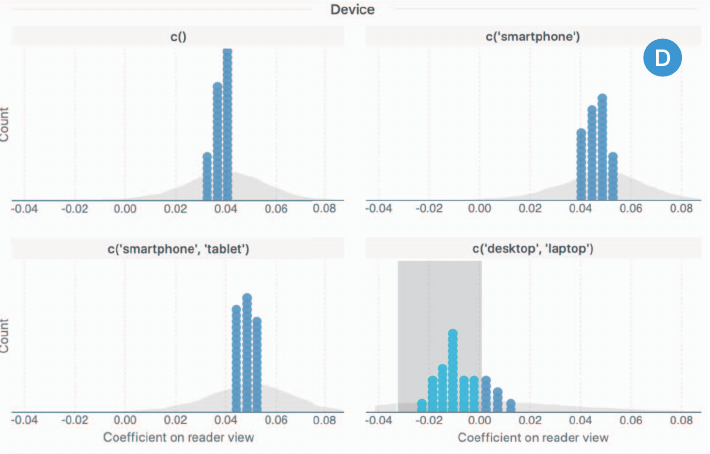 Device
c()
c('smartphone')
D
Count
-0.04 -0.02 0.00 0.02 0.04 0.06 0.08
-0.04 -0.02 0.00 0.02 0.04 0.06 0.08
c('smartphone', 'tablet')
c('desktop', 'laptop')
Count
-0.04 -0.02 0.00 0.02 0.04 0.06 0.08
-0.04 -0.02 0.00 0.02 0.04 0.06 0.08
Coefficient on reader view
Coefficient on reader view